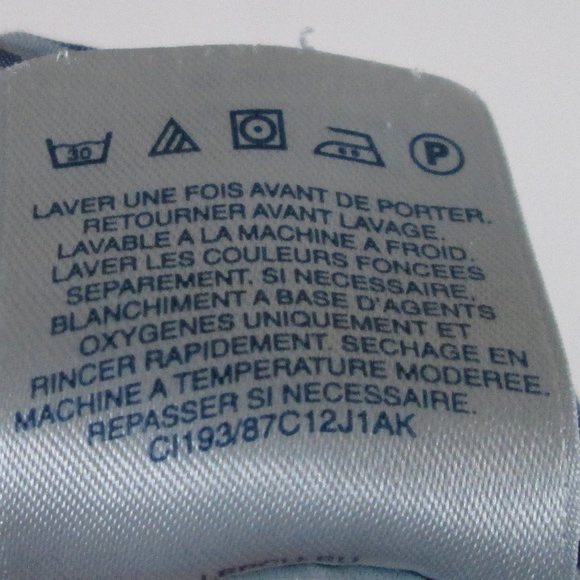 30
P
LAVER UNE FOIS AVANT DE PORTER.
RETOURNER AVANT LAVAGE.
LAVABLE A LA MACHINE A FROID.
LAVER LES COULEURS FONCEES
SEPAREMENT. SI NECESSAIRE,
BLANCHIMENT A BASE D'AGENTS
OXYGENES UNIQUEMENT ET
RINCER RAPIDEMENT. SECHAGE EN
MACHINE A TEMPERATURE MODEREE.
REPASSER SI NECESSAIRE.
CI193/87C12J1AK